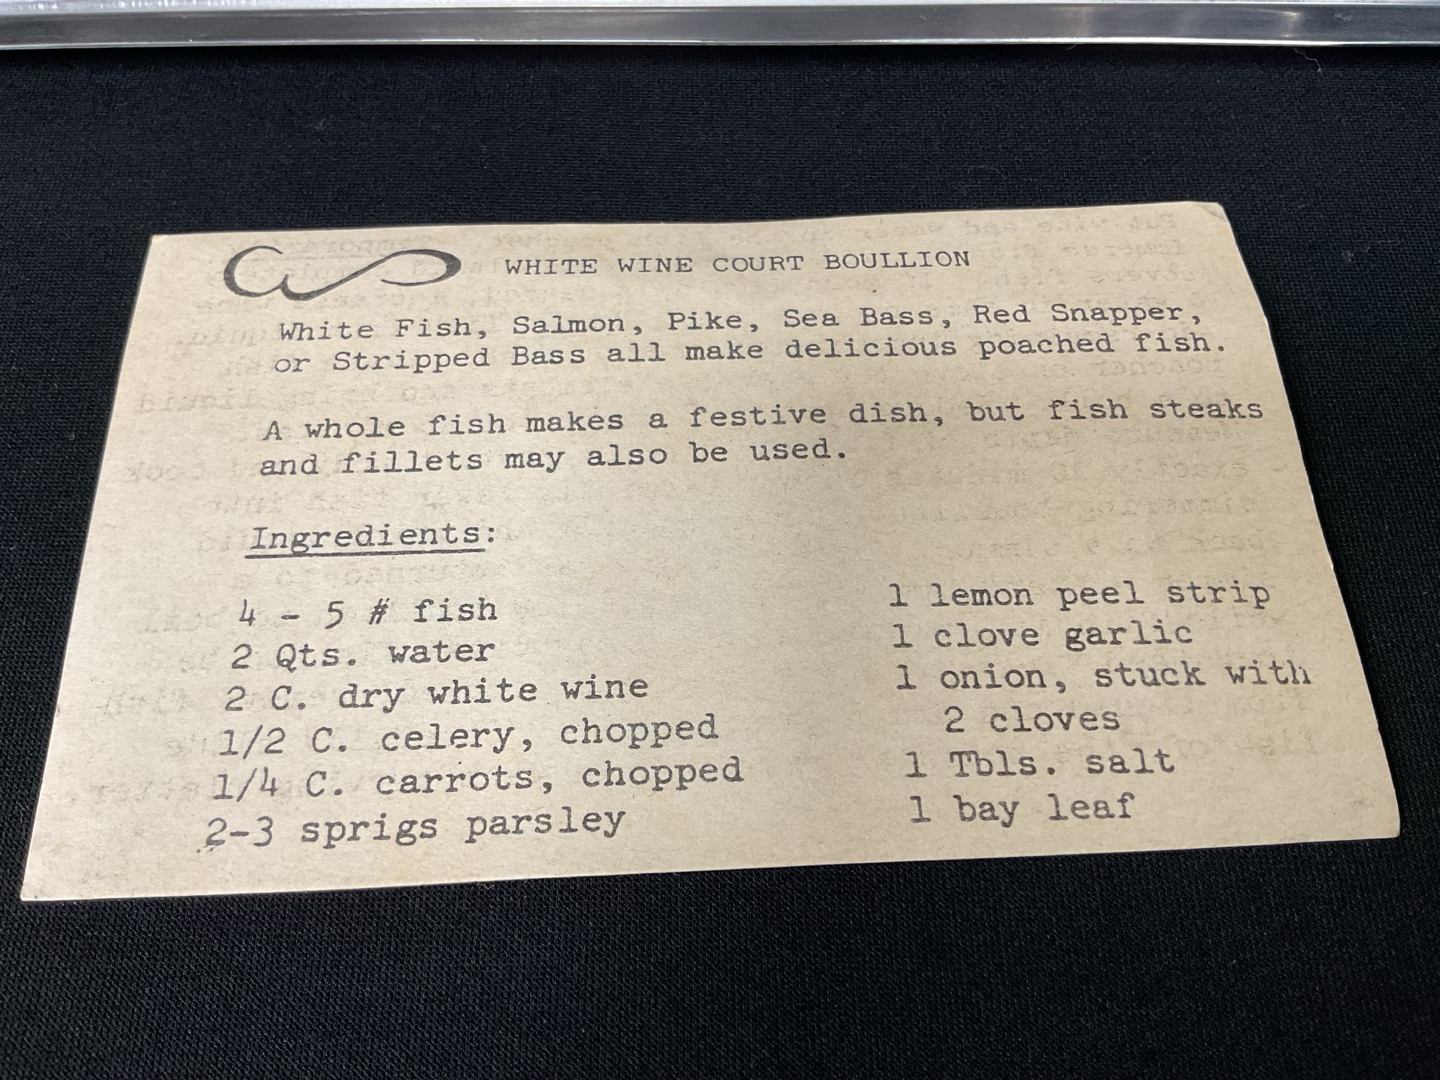 WHITE WINE COURT BOULLION
White Fish, Salmon, Pike, Sea Bass, Red Snapper,
or Stripped Bass all make delicious poached fish.
A whole fish makes a festive dish, but fish steaks
and fillets may also be used.
Ingredients:
4 - 5 # fish
2 Qts. water
2 C. dry white wine
1/2 C. celery, chopped
1/4 C. carrots, chopped
2-3 sprigs parsley
1 lemon peel strip
1 clove garlic
1 onion, stuck with
2 cloves
1 Tbls. salt
1 bay leaf